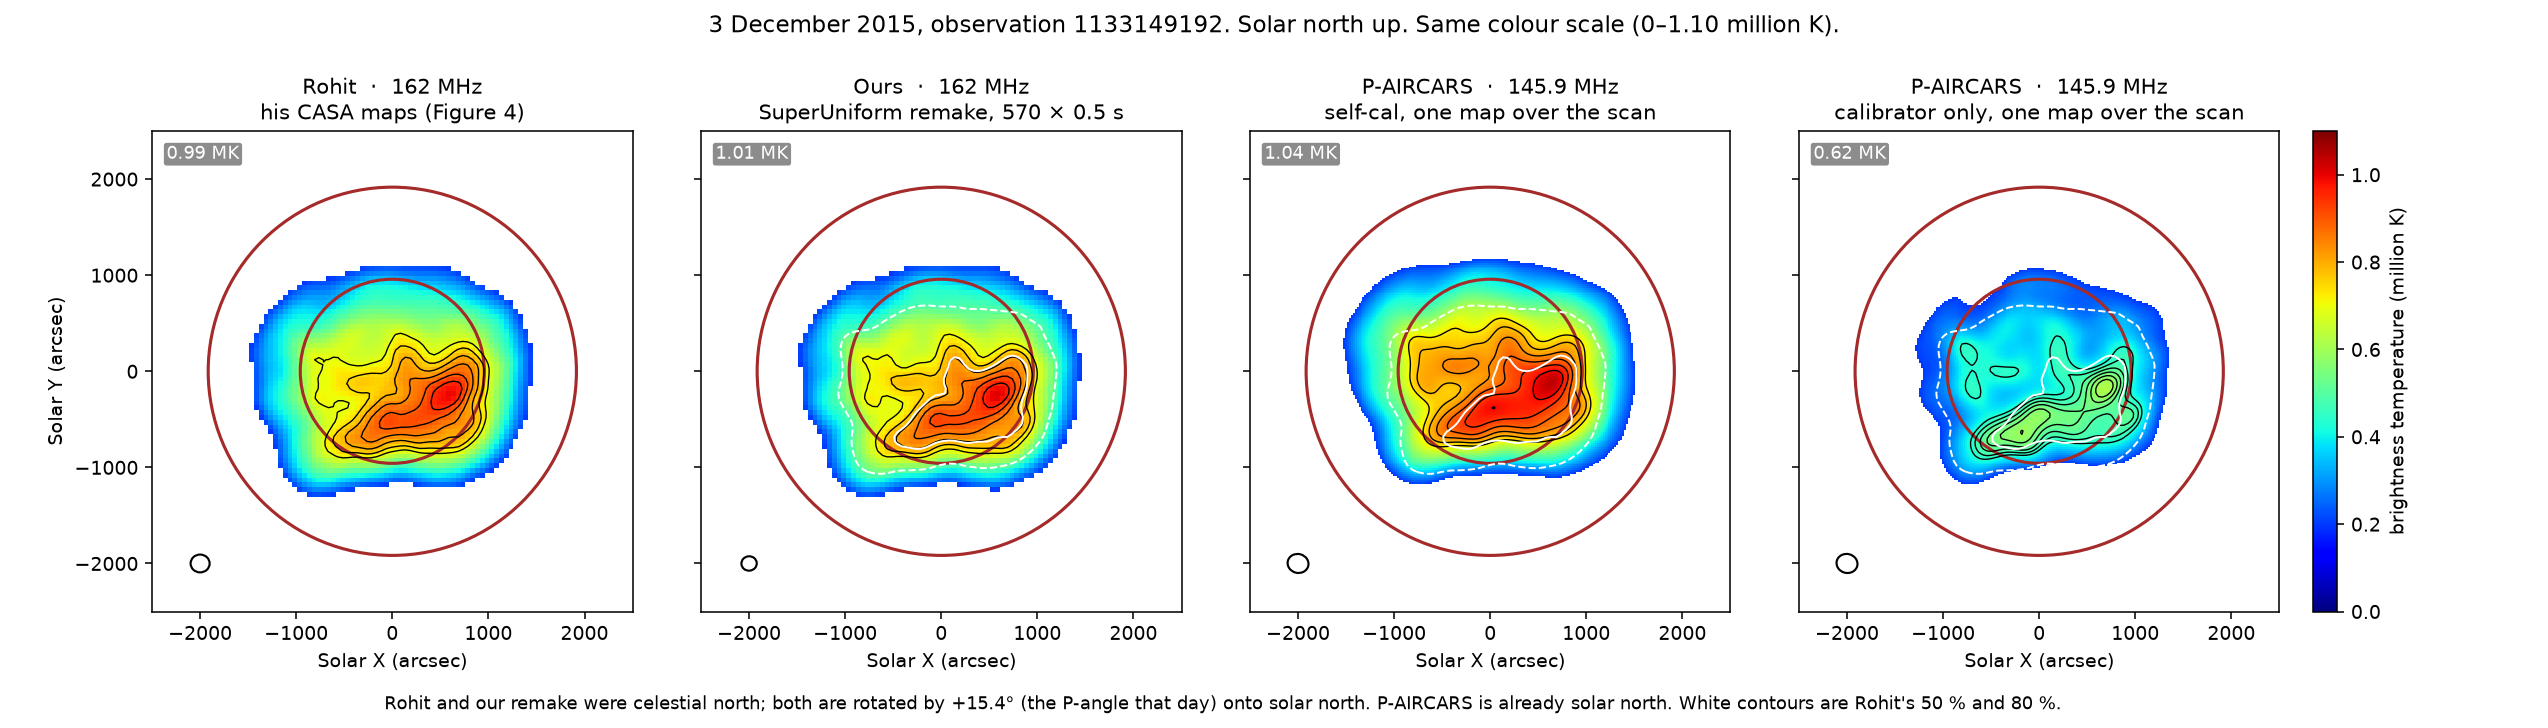 3 December 2015, observation 1133149192. Solar north up. Same colour scale (0–1.10 million K).
Rohit · 162 MHz
his CASA maps (Figure 4)
Ours · 162 MHz
SuperUniform remake, 570 × 0.5 s
P-AIRCARS · 145.9 MHz
self-cal, one map over the scan
P-AIRCARS · 145.9 MHz
calibrator only, one map over the scan
0.99 MK
1.01 MK
1.04 MK
0.62 MK
2000
1000
0
−1000
−2000
Solar Y (arcsec)
−2000 −1000 0 1000 2000
Solar X (arcsec)
−2000 −1000 0 1000 2000
Solar X (arcsec)
−2000 −1000 0 1000 2000
Solar X (arcsec)
−2000 −1000 0 1000 2000
Solar X (arcsec)
1.0
0.8
0.6
0.4
0.2
0.0
brightness temperature (million K)
Rohit and our remake were celestial north; both are rotated by +15.4° (the P-angle that day) onto solar north. P-AIRCARS is already solar north. White contours are Rohit's 50 % and 80 %.